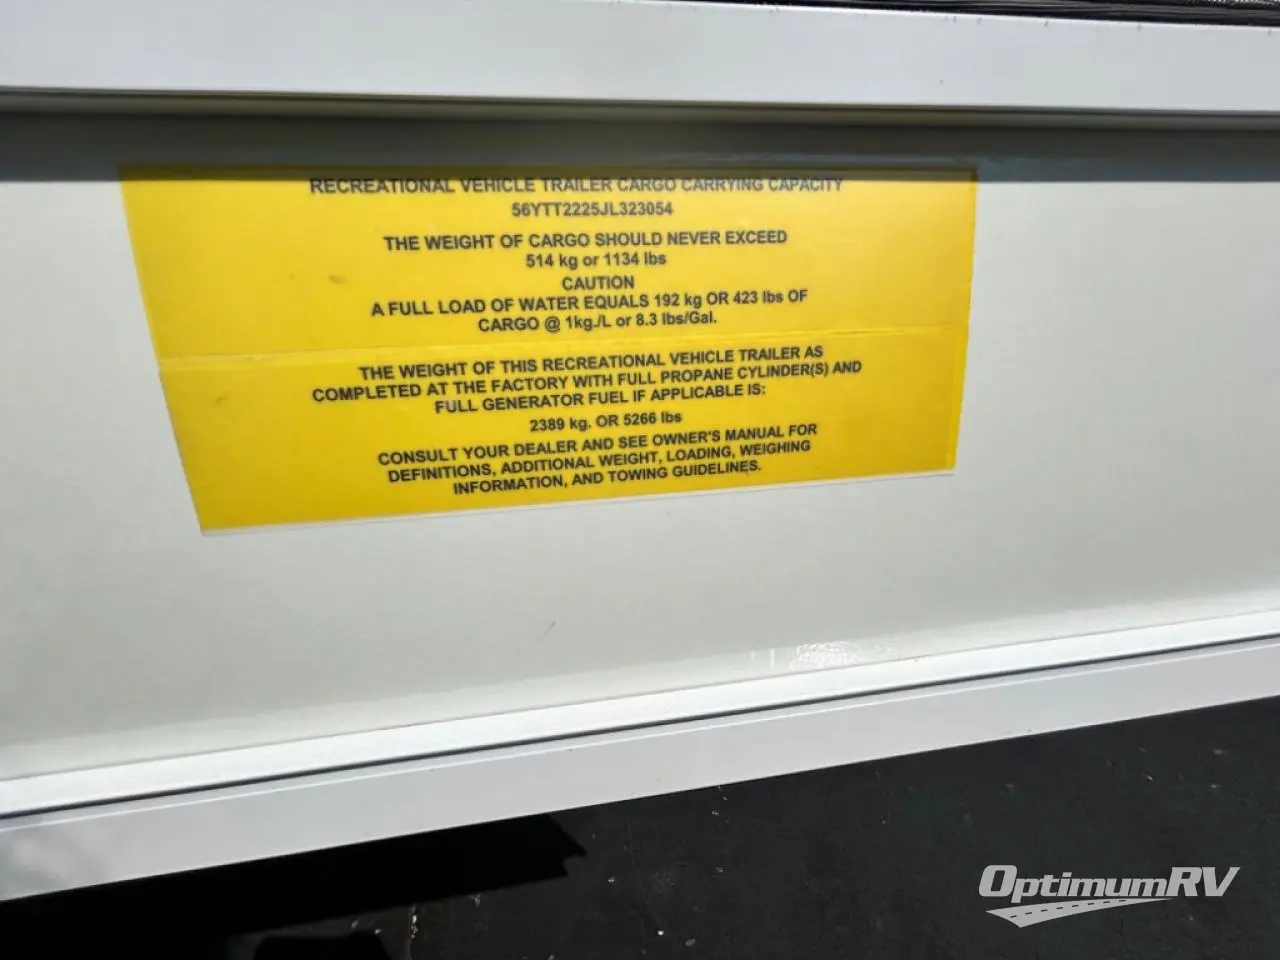 RECREATIONAL VEHICLE TRAILER CARGO CARRYING CAPACITY
56YTT2225JL323054
THE WEIGHT OF CARGO SHOULD NEVER EXCEED
514 kg or 1134 lbs
CAUTION
A FULL LOAD OF WATER EQUALS 192 kg OR 423 lbs OF
CARGO @ 1kg./L or 8.3 lbs/Gal.
THE WEIGHT OF THIS RECREATIONAL VEHICLE TRAILER AS
COMPLETED AT THE FACTORY WITH FULL PROPANE CYLINDER(S) AND
FULL GENERATOR FUEL IF APPLICABLE IS:
2389 kg. OR 5266 lbs
CONSULT YOUR DEALER AND SEE OWNER'S MANUAL FOR
DEFINITIONS, ADDITIONAL WEIGHT, LOADING, WEIGHING
INFORMATION, AND TOWING GUIDELINES.
OptimumRV